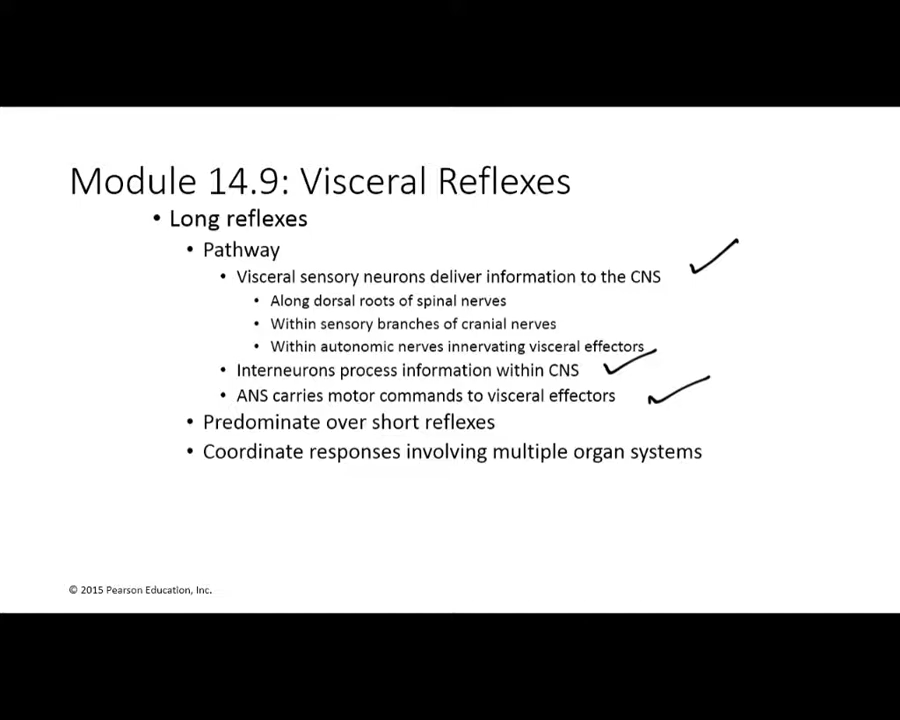 Module 14.9: Visceral Reflexes
• Long reflexes
• Pathway
• Visceral sensory neurons deliver information to the CNS
• Along dorsal roots of spinal nerves
• Within sensory branches of cranial nerves
• Within autonomic nerves innervating visceral effectors
• Interneurons process information within CNS
• ANS carries motor commands to visceral effectors
• Predominate over short reflexes
• Coordinate responses involving multiple organ systems
© 2015 Pearson Education, Inc.